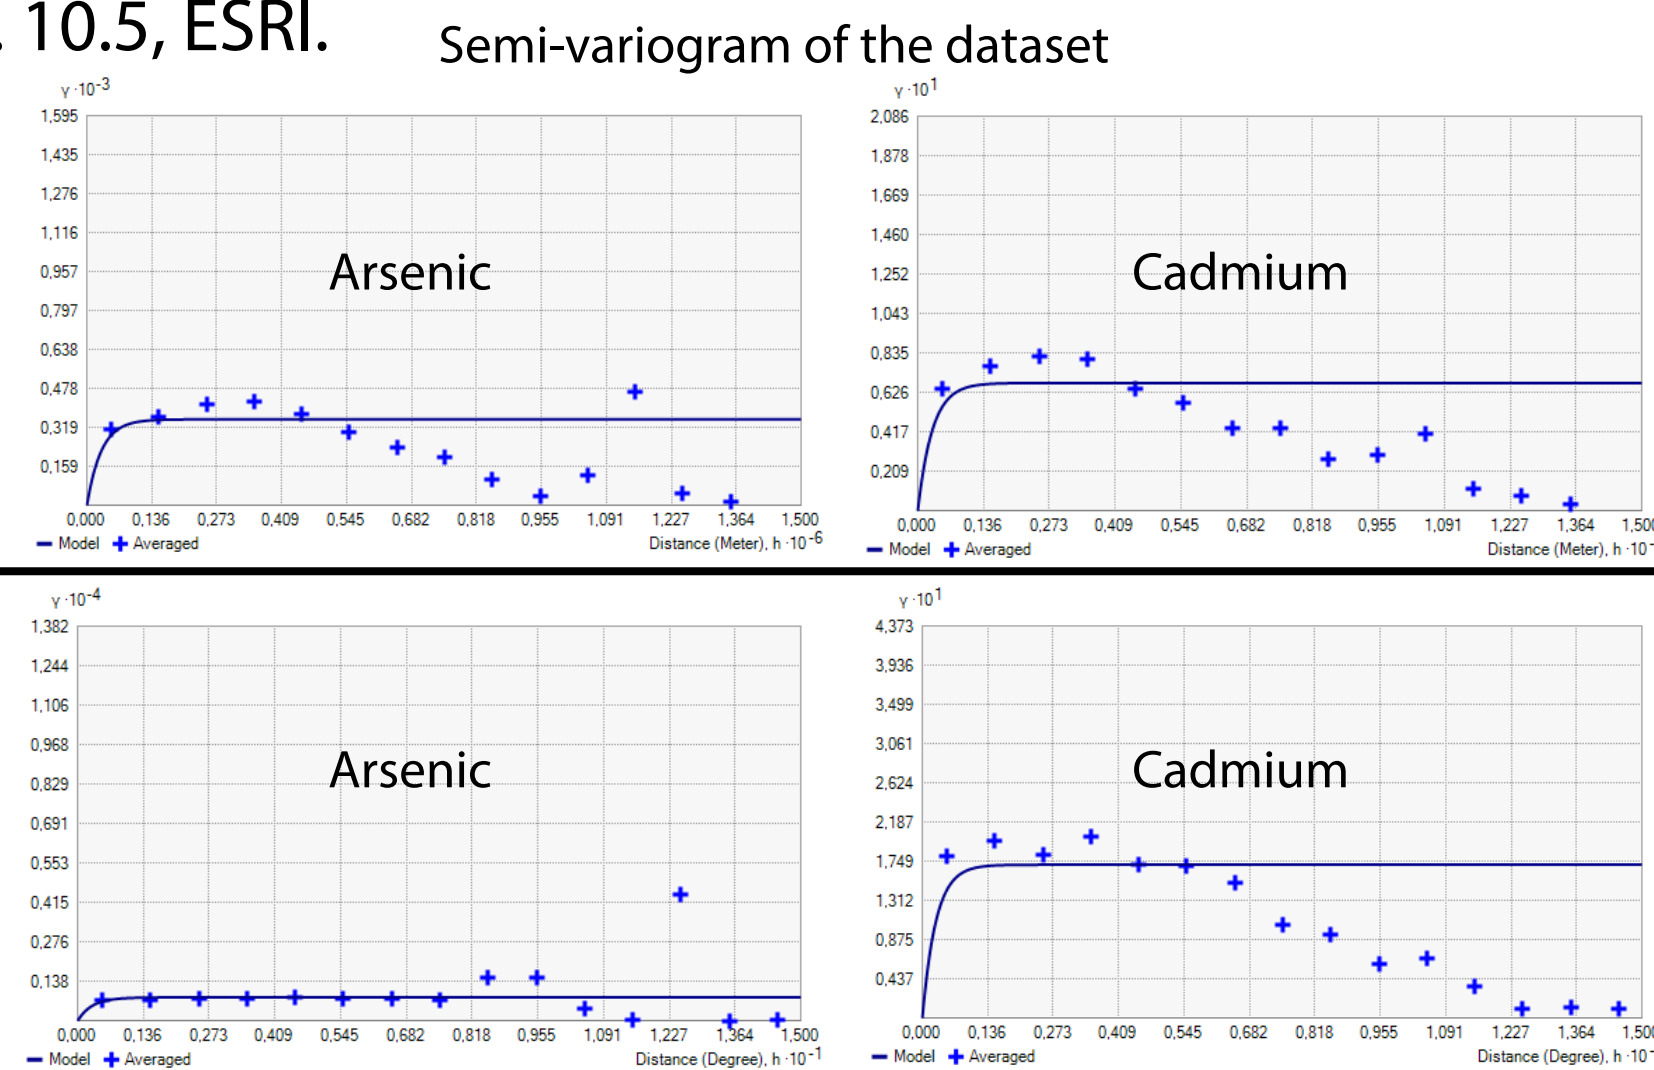 . 10.5, ESRI.
Semi-variogram of the dataset
γ ·10-3
1,595
1,435
1,276
1,116
0,957
0,797
0,638
0,478
0,319
0,159
Arsenic
0,000 0,136 0,273 0,409 0,545 0,682 0,818 0,955 1,091 1,227 1,364 1,500
Model Averaged Distance (Meter), h ·10-6
γ ·101
2,086
1,878
1,669
1,460
1,252
1,043
0,835
0,626
0,417
0,209
Cadmium
0,000 0,136 0,273 0,409 0,545 0,682 0,818 0,955 1,091 1,227 1,364 1,500
Model Averaged Distance (Meter), h ·10-
γ ·10-4
1,382
1,244
1,106
0,968
0,829
0,691
0,553
0,415
0,276
0,138
Arsenic
0,000 0,136 0,273 0,409 0,545 0,682 0,818 0,955 1,091 1,227 1,364 1,500
Model Averaged Distance (Degree), h ·10-1
γ ·101
4,373
3,936
3,499
3,061
2,624
2,187
1,749
1,312
0,875
0,437
Cadmium
0,000 0,136 0,273 0,409 0,545 0,682 0,818 0,955 1,091 1,227 1,364 1,500
Model Averaged Distance (Degree), h ·10-